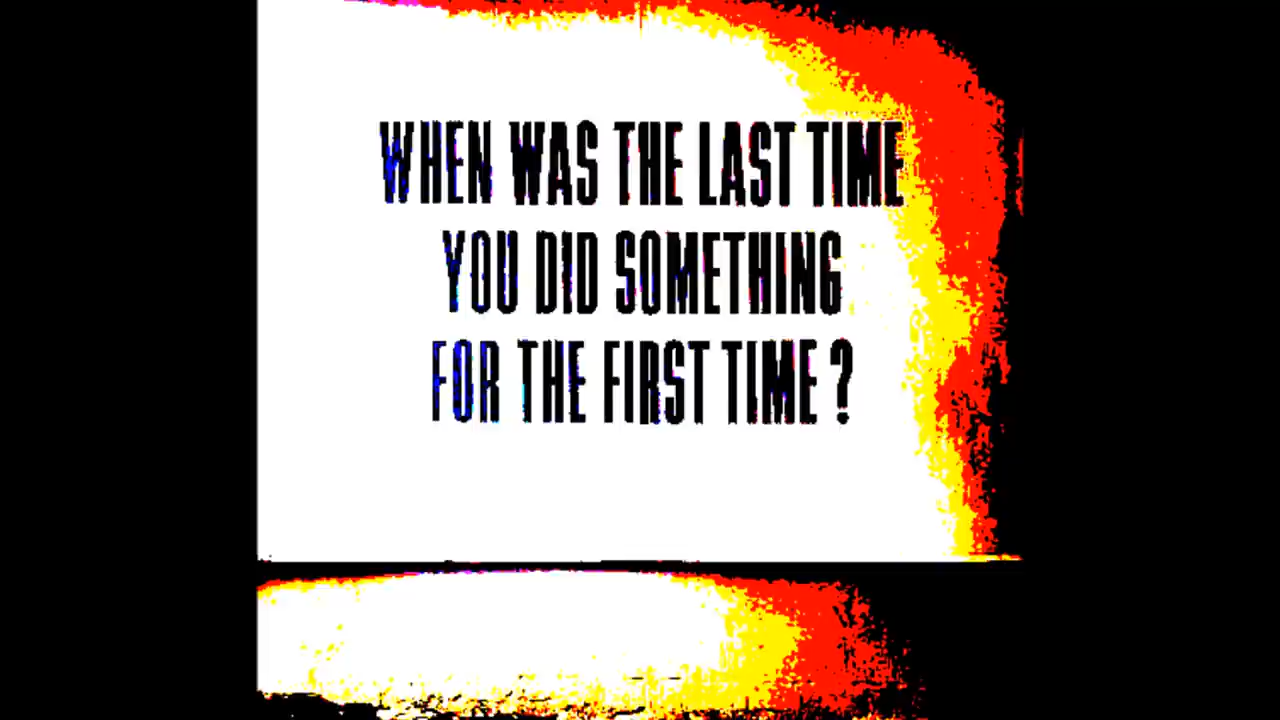 WHEN WAS THE LAST TIME
YOU DID SOMETHING
FOR THE FIRST TIME ?